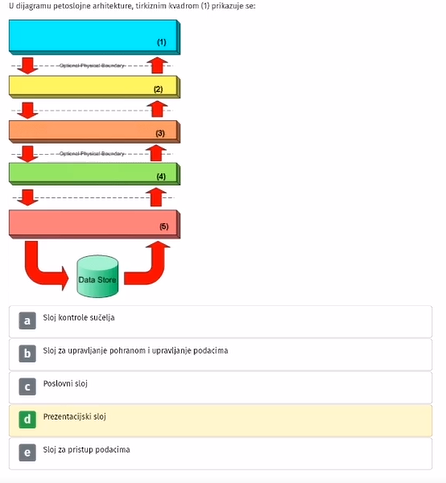 U dijagramu petoslojne arhitekture, tirkiznim kvadrom (1) prikazuje se:
(1)
Optional Physical Boundary
(2)
(3)
Optional Physical Boundary
(4)
(5)
Data Store
a Sloj kontrole sučelja
b Sloj za upravljanje pohranom i upravljanje podacima
c Poslovni sloj
d Prezentacijski sloj
e Sloj za pristup podacima